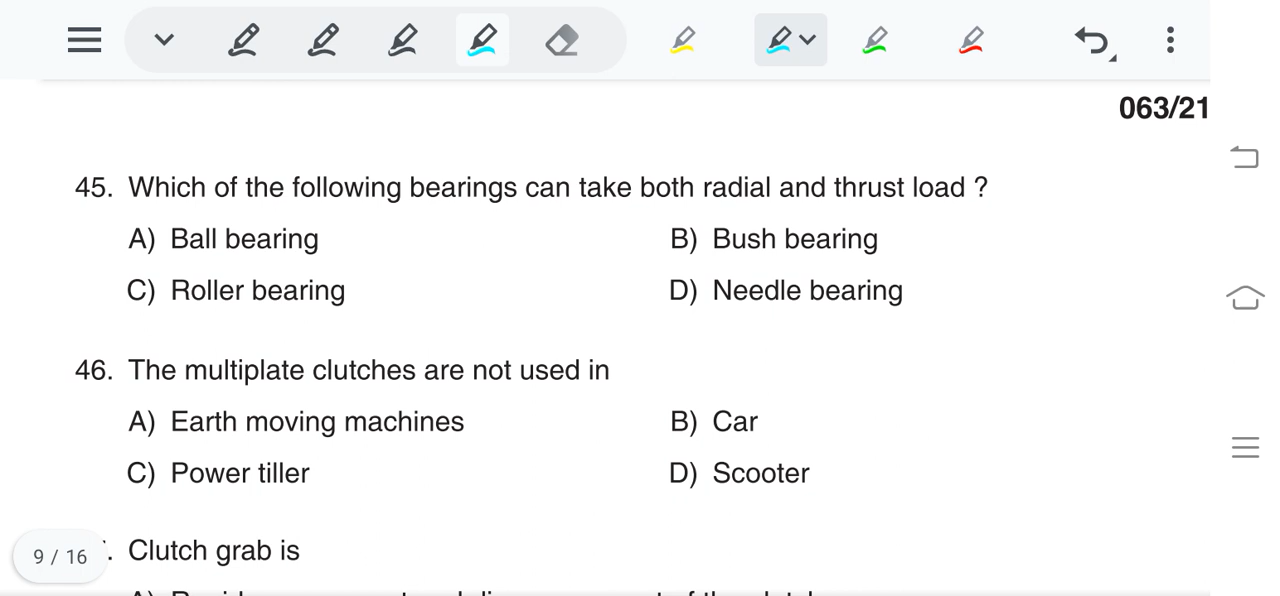 063/21
45. Which of the following bearings can take both radial and thrust load ?
A) Ball bearing B) Bush bearing
C) Roller bearing D) Needle bearing
46. The multiplate clutches are not used in
A) Earth moving machines B) Car
C) Power tiller D) Scooter
9 / 16
. Clutch grab is